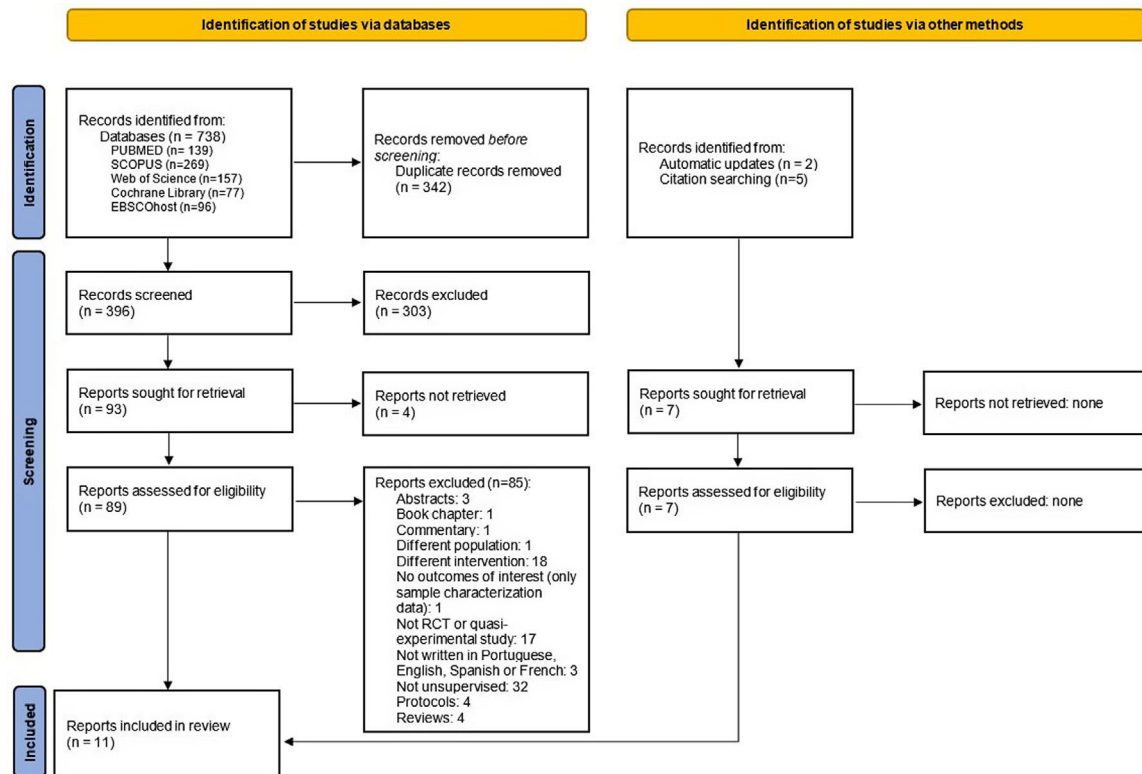 Identification of studies via databases
Identification of studies via other methods
Identification
Records identified from:
Databases (n = 738)
PUBMED (n= 139)
SCOPUS (n=269)
Web of Science (n=157)
Cochrane Library (n=77)
EBSCOhost (n=96)
Records removed before
screening:
Duplicate records removed
(n = 342)
Records identified from:
Automatic updates (n = 2)
Citation searching (n=5)
Screening
Records screened
(n = 396)
Records excluded
(n = 303)
Reports sought for retrieval
(n = 93)
Reports not retrieved
(n = 4)
Reports sought for retrieval
(n = 7)
Reports not retrieved: none
Reports assessed for eligibility
(n = 89)
Reports excluded (n=85):
Abstracts: 3
Book chapter: 1
Commentary: 1
Different population: 1
Different intervention: 18
No outcomes of interest (only
sample characterization
data): 1
Not RCT or quasi-
experimental study: 17
Not written in Portuguese,
English, Spanish or French: 3
Not unsupervised: 32
Protocols: 4
Reviews: 4
Reports assessed for eligibility
(n = 7)
Reports excluded: none
Included
Reports included in review
(n = 11)